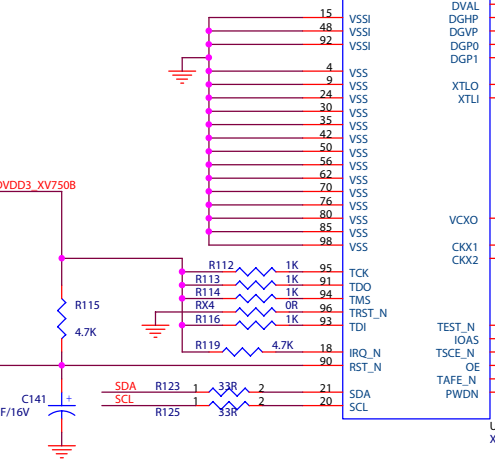 DVAL
15 VSSI DGHP
48 VSSI DGVP
92 VSSI DGP0
DGP1
4 VSS
9 VSS XTLO
24 VSS XTLI
30 VSS
35 VSS
42 VSS
50 VSS
56 VSS
62 VSS
70 VSS
76 VSS
80 VSS VCXO
85 VSS
98 VSS CKX1
CKX2
DVDD3_XV750B
R112 1K 95 TCK
R113 1K 91 TDO
R114 1K 94 TMS
RX4 0R 96 TRST_N
R116 1K 93 TDI TEST_N
R115
4.7K
IOAS
R119 4.7K 18 IRQ_N TSCE_N
90 RST_N OE
TAFE_N
SDA R123 1 33R 2 21 SDA PWDN
SCL R125 1 33R 2 20 SCL
C141 +
F/16V
U
X